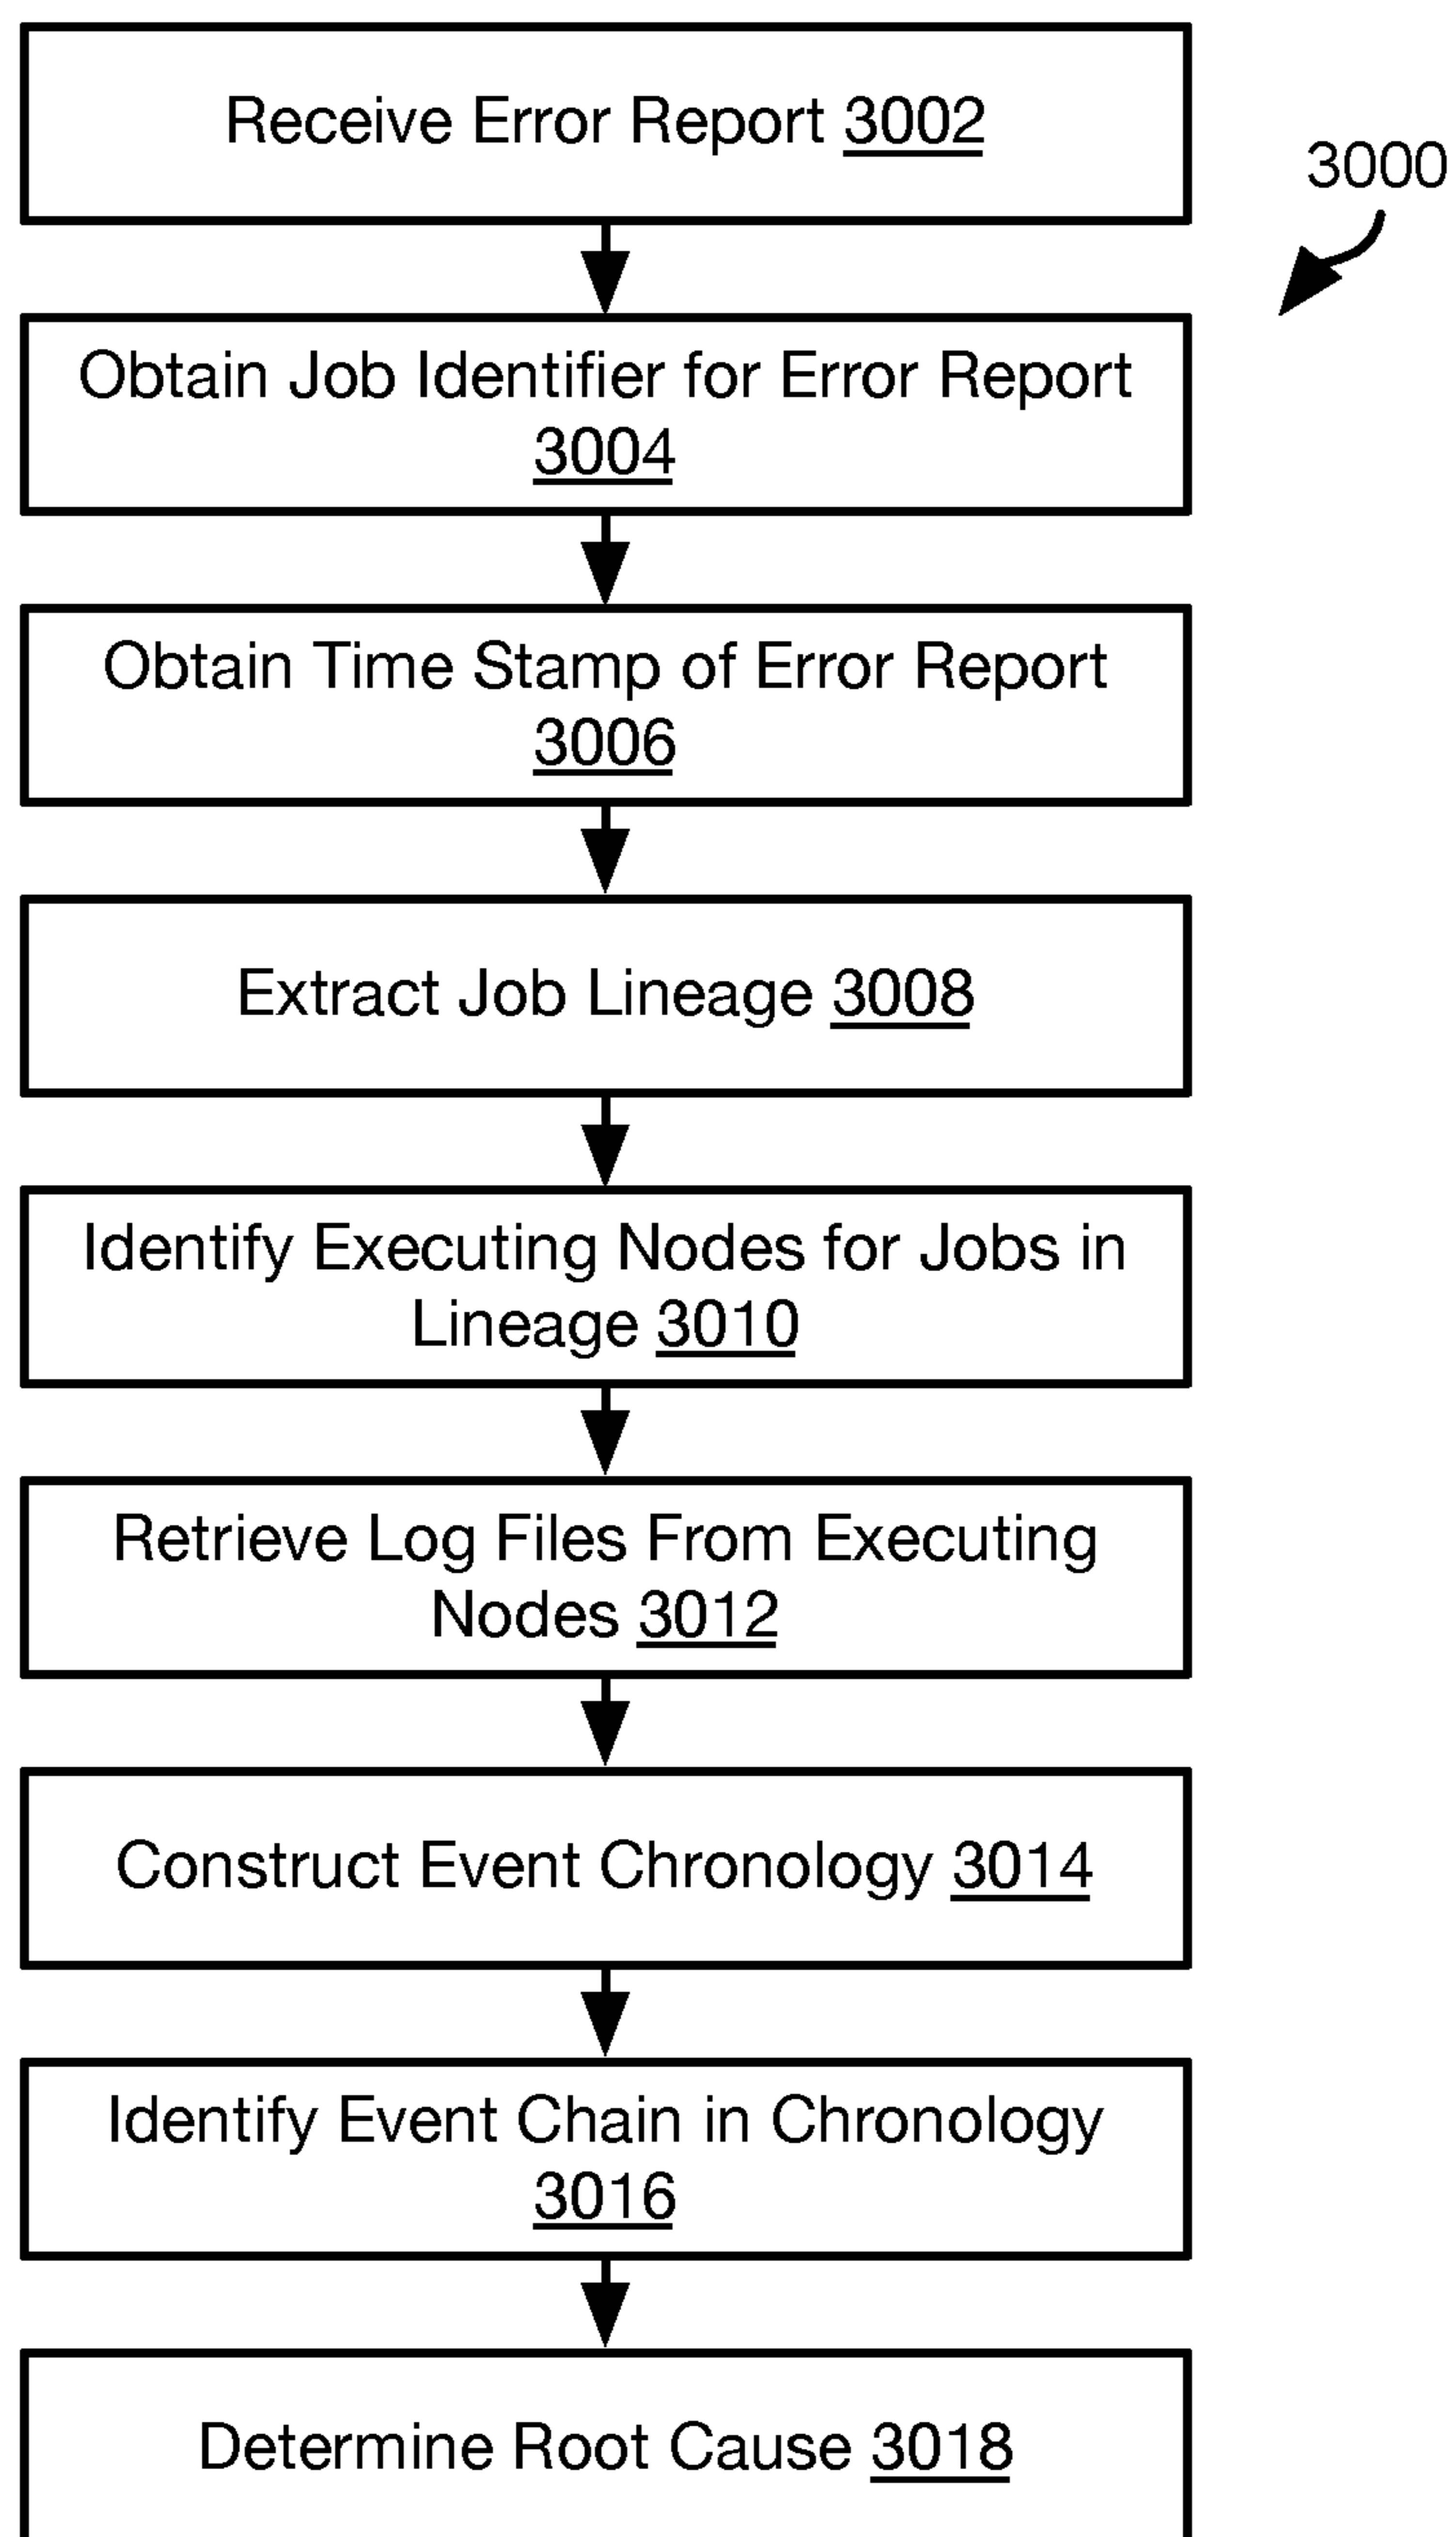 Receive Error Report 3002
3000
Obtain Job Identifier for Error Report
3004
Obtain Time Stamp of Error Report
3006
Extract Job Lineage 3008
Identify Executing Nodes for Jobs in
Lineage 3010
Retrieve Log Files From Executing
Nodes 3012
Construct Event Chronology 3014
Identify Event Chain in Chronology
3016
Determine Root Cause 3018